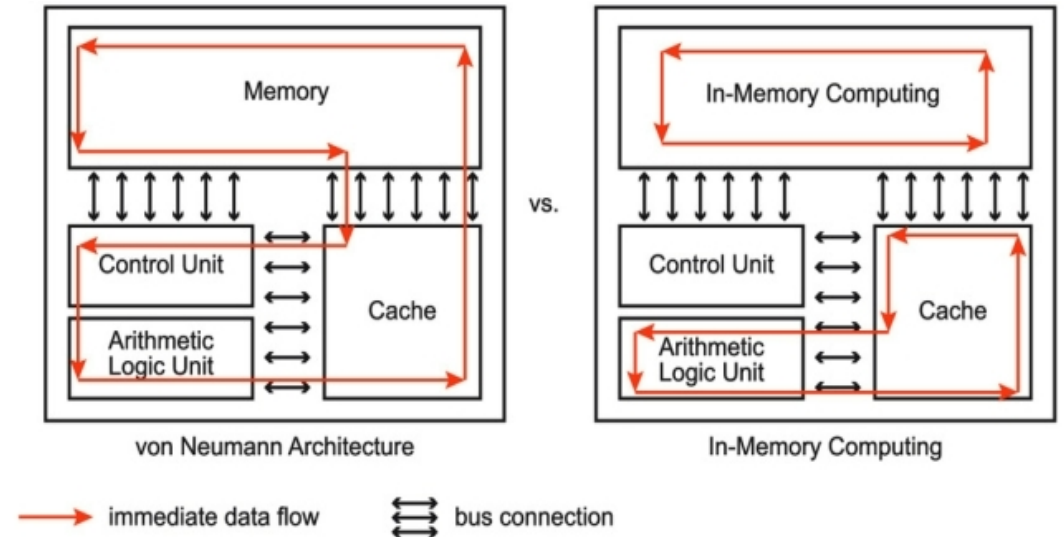 Memory
Control Unit
Arithmetic
Logic Unit
Cache
von Neumann Architecture
vs.
In-Memory Computing
Control Unit
Arithmetic
Logic Unit
Cache
In-Memory Computing
immediate data flow
bus connection